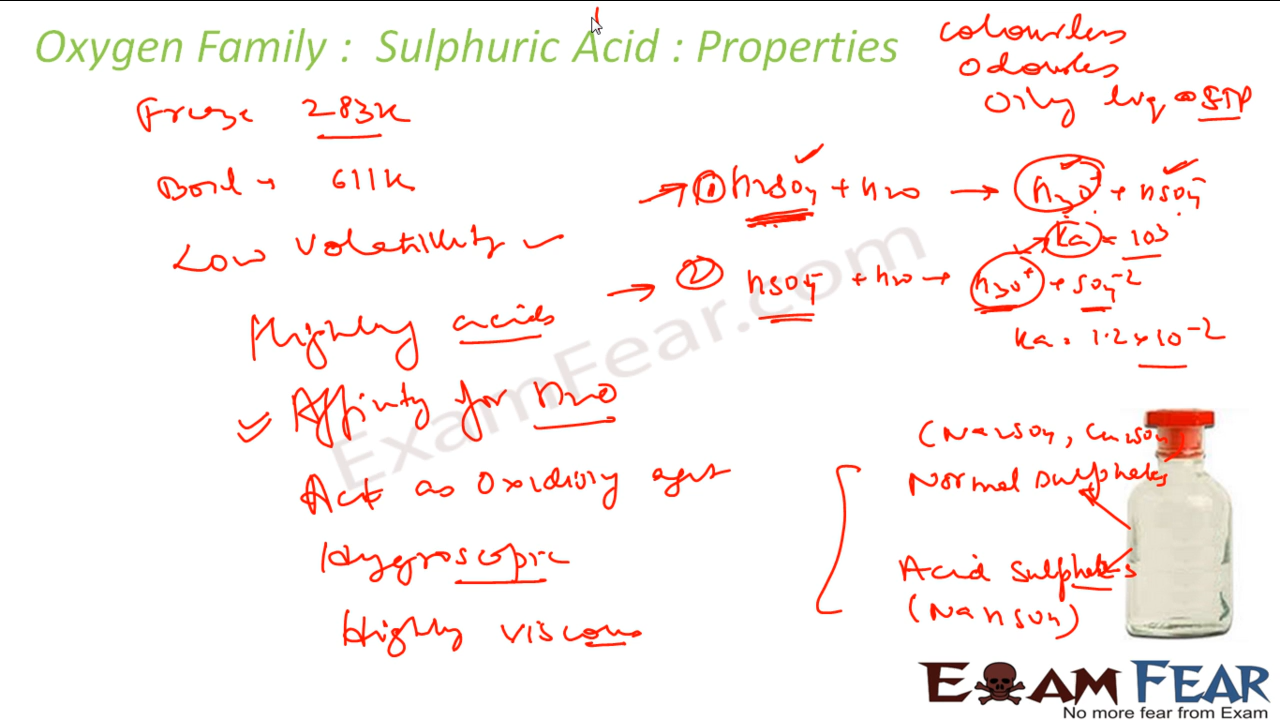 Oxygen Family : Sulphuric Acid : Properties
colourless
odourless
Oily liq @ STP
Freeze 283K
Boil → 611K
Low Volatility ✓
Highly acidic
✓ Affinity for H2O
Act as Oxidizing agent
Hygroscopic
Highly viscous
→ ① H2SO4 + H2O → H3O+ + HSO4-
Ka = 103
→ ② HSO4- + H2O → H3O+ + SO4-2
Ka = 1.2 x 10-2
(Na2SO4, CuSO4)
Normal Sulphates
Acid Sulphates
(NaHSO4)
ExamFear.com
EXAM FEAR
No more fear from Exam